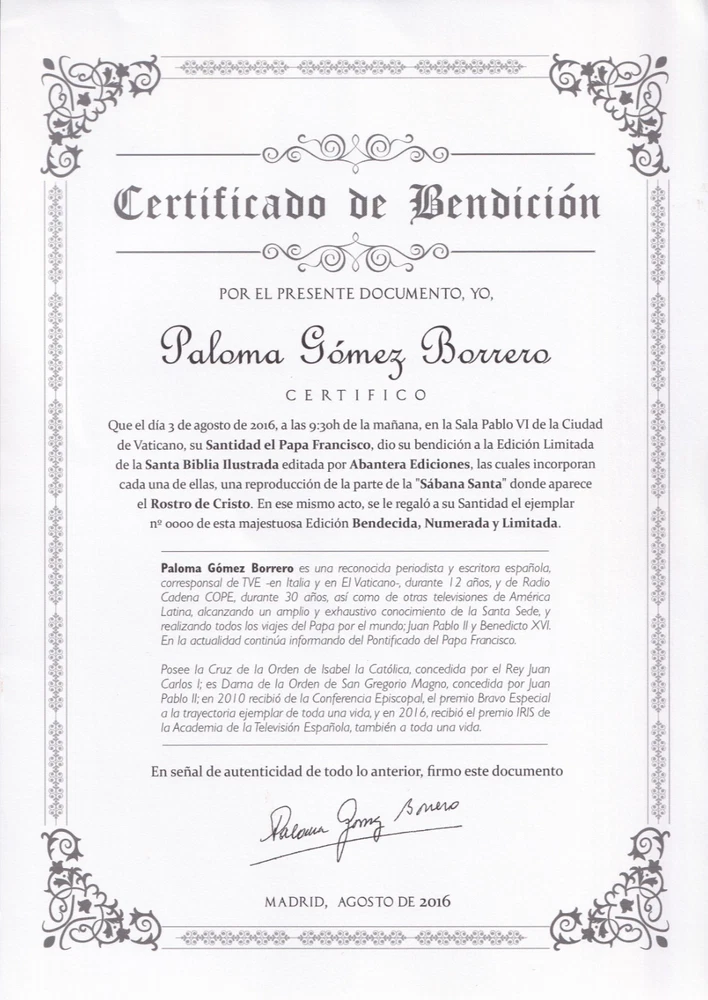 Certificado de Bendición
POR EL PRESENTE DOCUMENTO, YO,
Paloma Gómez Borrero
CERTIFICO
Que el día 3 de agosto de 2016, a las 9:30h de la mañana, en la Sala Pablo VI de la Ciudad
de Vaticano, su Santidad el Papa Francisco, dio su bendición a la Edición Limitada
de la Santa Biblia Ilustrada editada por Abantera Ediciones, las cuales incorporan
cada una de ellas, una reproducción de la parte de la "Sábana Santa" donde aparece
el Rostro de Cristo. En ese mismo acto, se le regaló a su Santidad el ejemplar
nº 0000 de esta majestuosa Edición Bendecida, Numerada y Limitada.
Paloma Gómez Borrero es una reconocida periodista y escritora española,
corresponsal de TVE -en Italia y en El Vaticano-, durante 12 años, y de Radio
Cadena COPE, durante 30 años, así como de otras televisiones de América
Latina, alcanzando un amplio y exhaustivo conocimiento de la Santa Sede, y
realizando todos los viajes del Papa por el mundo; Juan Pablo II y Benedicto XVI.
En la actualidad continúa informando del Pontificado del Papa Francisco.
Posee la Cruz de la Orden de Isabel la Católica, concedida por el Rey Juan
Carlos I; es Dama de la Orden de San Gregorio Magno, concedida por Juan
Pablo II; en 2010 recibió de la Conferencia Episcopal, el premio Bravo Especial
a la trayectoria ejemplar de toda una vida, y en 2016, recibió el premio IRIS de
la Academia de la Televisión Española, también a toda una vida.
En señal de autenticidad de todo lo anterior, firmo este documento
Paloma Gómez Borrero
MADRID, AGOSTO DE 2016